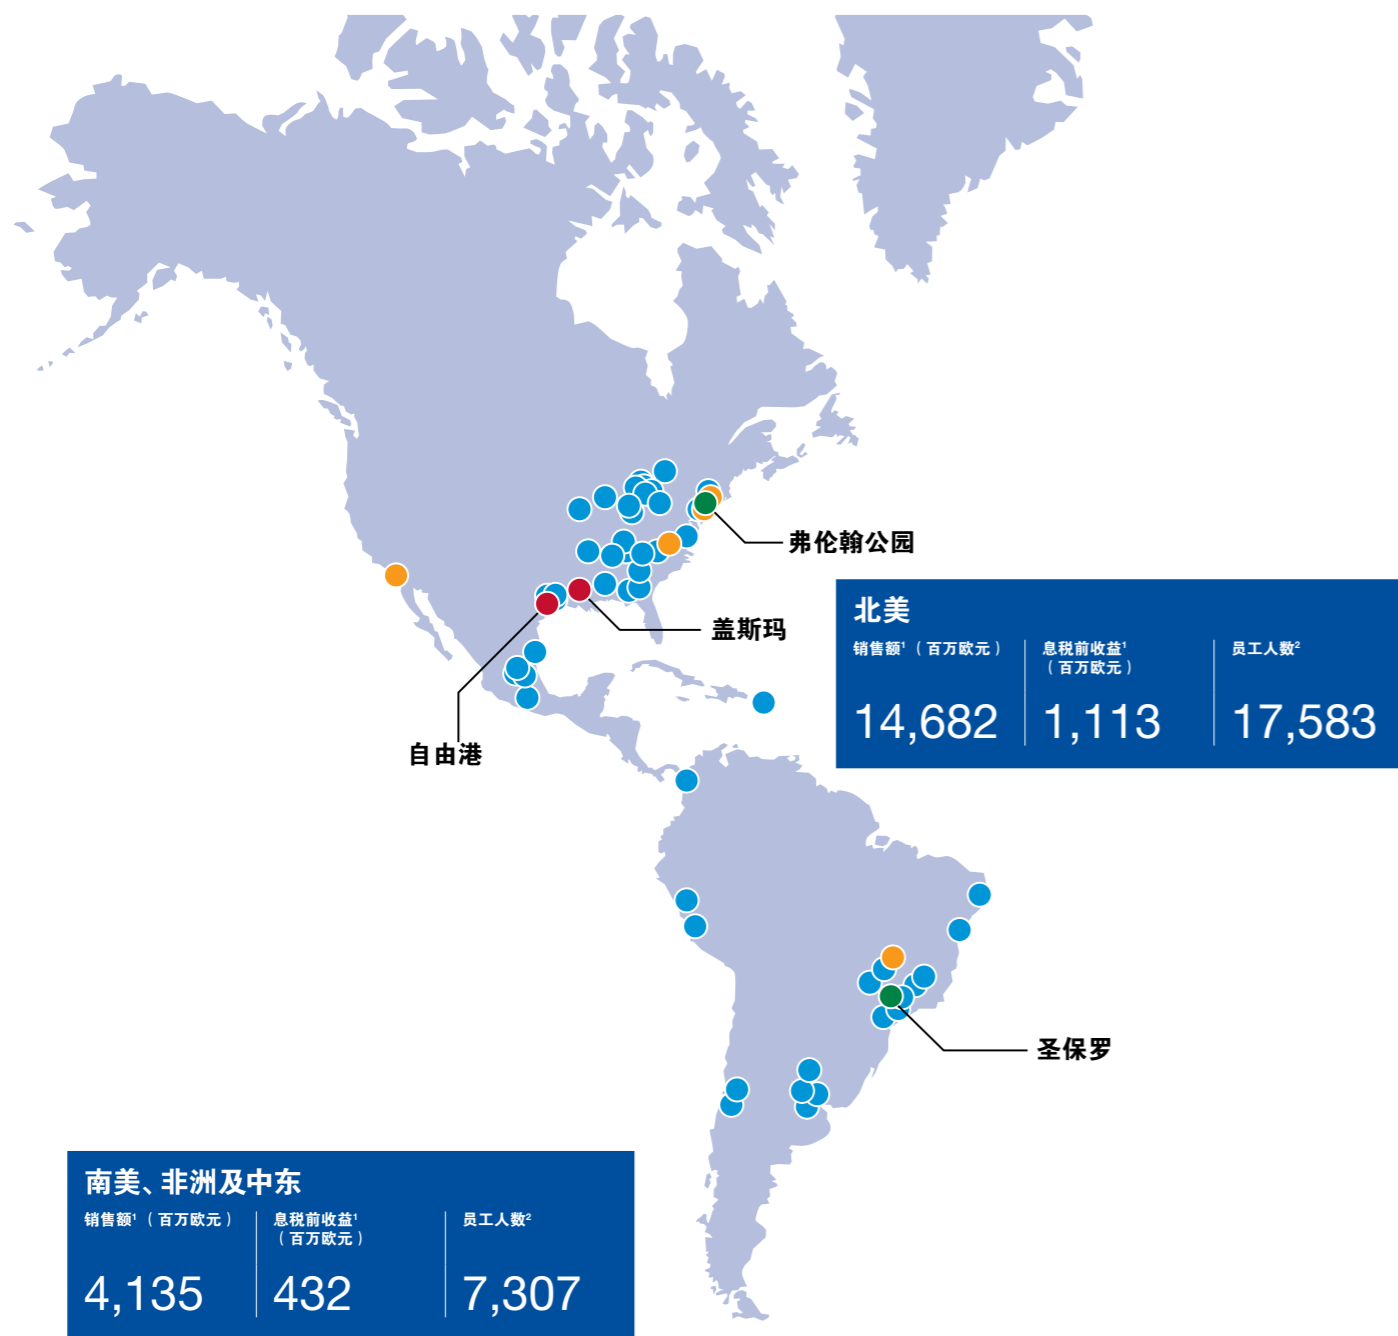 弗伦翰公园
北美
销售额¹（百万欧元） 息税前收益¹ 员工人数²
（百万欧元）
14,682 1,113 17,583
盖斯玛
自由港
圣保罗
南美、非洲及中东
销售额¹（百万欧元） 息税前收益¹ 员工人数²
（百万欧元）
4,135 432 7,307